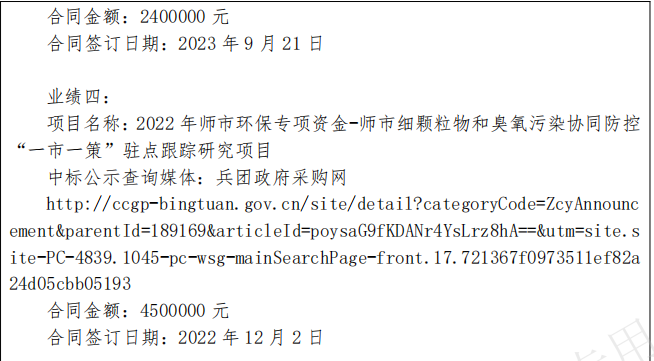 合同金额：2400000 元
合同签订日期：2023 年 9 月 21 日
业绩四：
项目名称：2022 年师市环保专项资金-师市细颗粒物和臭氧污染协同防控
“一市一策”驻点跟踪研究项目
中标公示查询媒体：兵团政府采购网
http://ccgp-bingtuan.gov.cn/site/detail?categoryCode=ZcyAnnounc
ement&parentId=189169&articleId=poysaG9fKDANr4YsLrz8hA==&utm=site.s
ite-PC-4839.1045-pc-wsg-mainSearchPage-front.17.721367f0973511ef82a
24d05cbb05193
合同金额：4500000 元
合同签订日期：2022 年 12 月 2 日